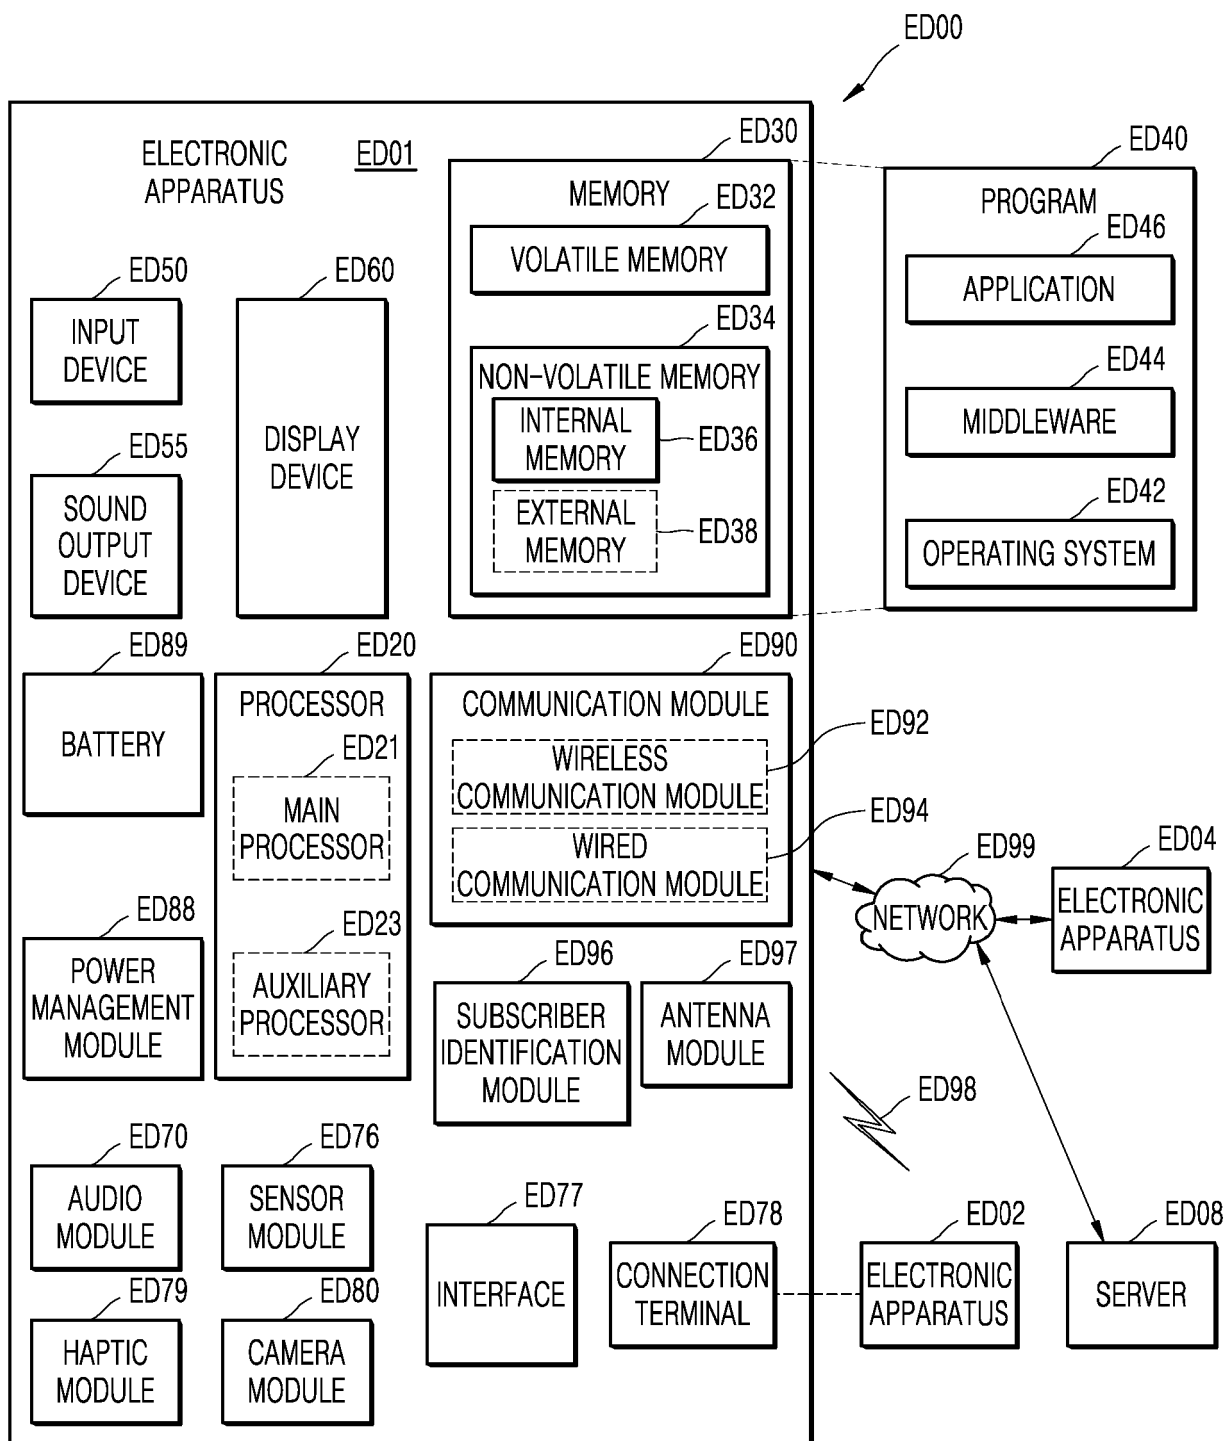 ED00
ELECTRONIC
APPARATUS
ED01
ED30
MEMORY
ED32
VOLATILE MEMORY
ED34
NON-VOLATILE MEMORY
INTERNAL
MEMORY
ED36
EXTERNAL
MEMORY
ED38
ED40
PROGRAM
ED46
APPLICATION
ED44
MIDDLEWARE
ED42
OPERATING SYSTEM
ED50
INPUT
DEVICE
ED60
DISPLAY
DEVICE
ED55
SOUND
OUTPUT
DEVICE
ED89
BATTERY
ED20
PROCESSOR
ED21
MAIN
PROCESSOR
ED23
AUXILIARY
PROCESSOR
ED90
COMMUNICATION MODULE
ED92
WIRELESS
COMMUNICATION MODULE
ED94
WIRED
COMMUNICATION MODULE
ED99
NETWORK
ED04
ELECTRONIC
APPARATUS
ED88
POWER
MANAGEMENT
MODULE
ED96
SUBSCRIBER
IDENTIFICATION
MODULE
ED97
ANTENNA
MODULE
ED98
ED70
AUDIO
MODULE
ED76
SENSOR
MODULE
ED77
INTERFACE
ED78
CONNECTION
TERMINAL
ED02
ELECTRONIC
APPARATUS
ED08
SERVER
ED79
HAPTIC
MODULE
ED80
CAMERA
MODULE